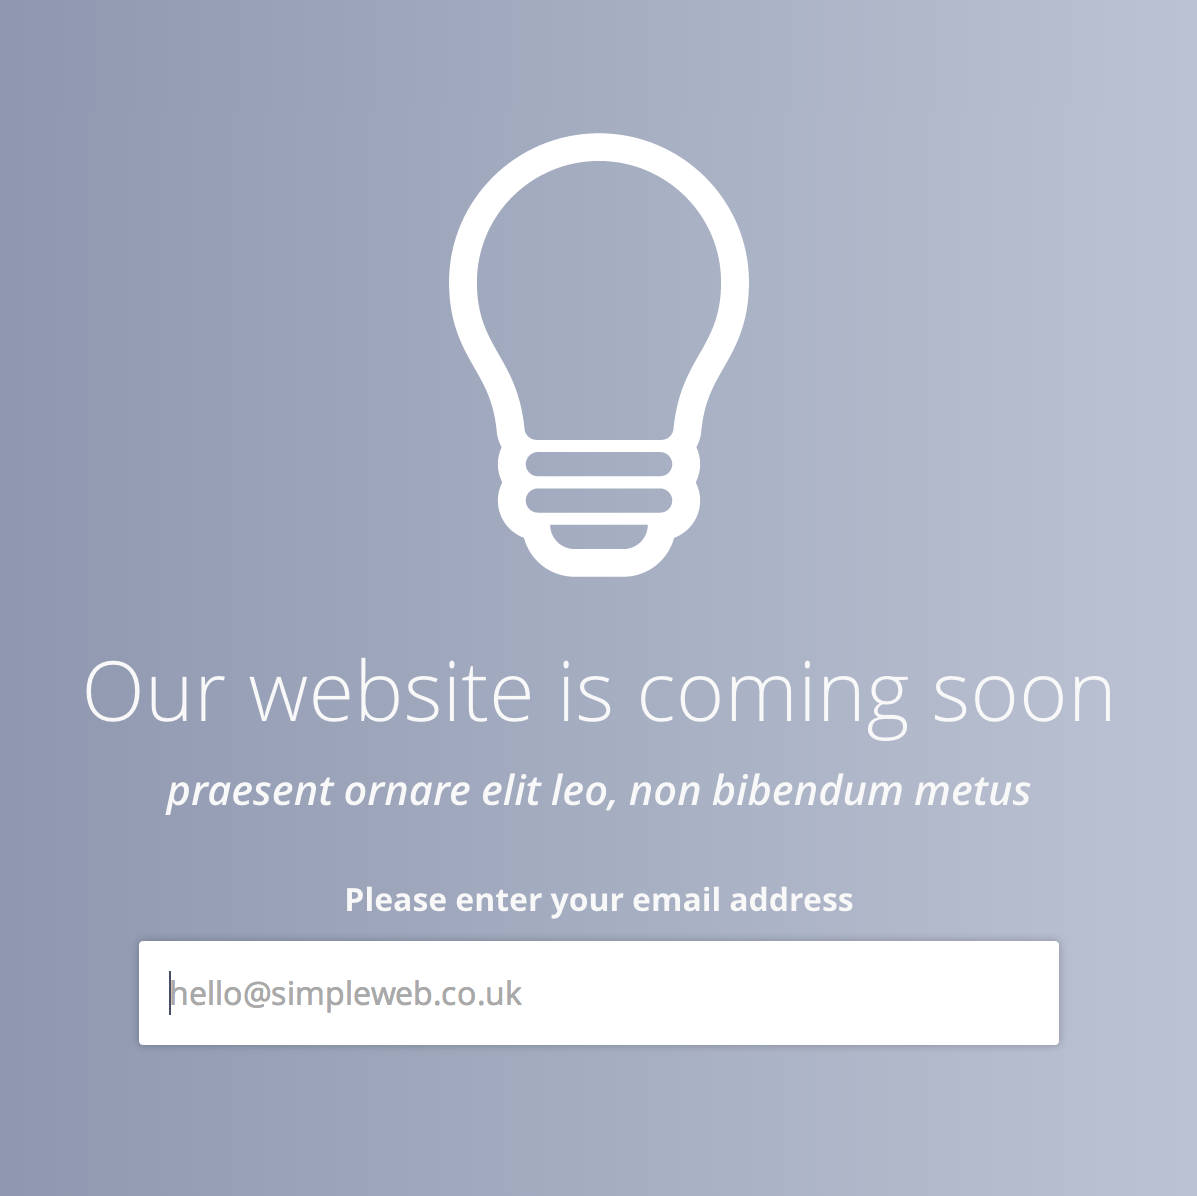 Our website is coming soon
praesent ornare elit leo, non bibendum metus
Please enter your email address
hello@simpleweb.co.uk